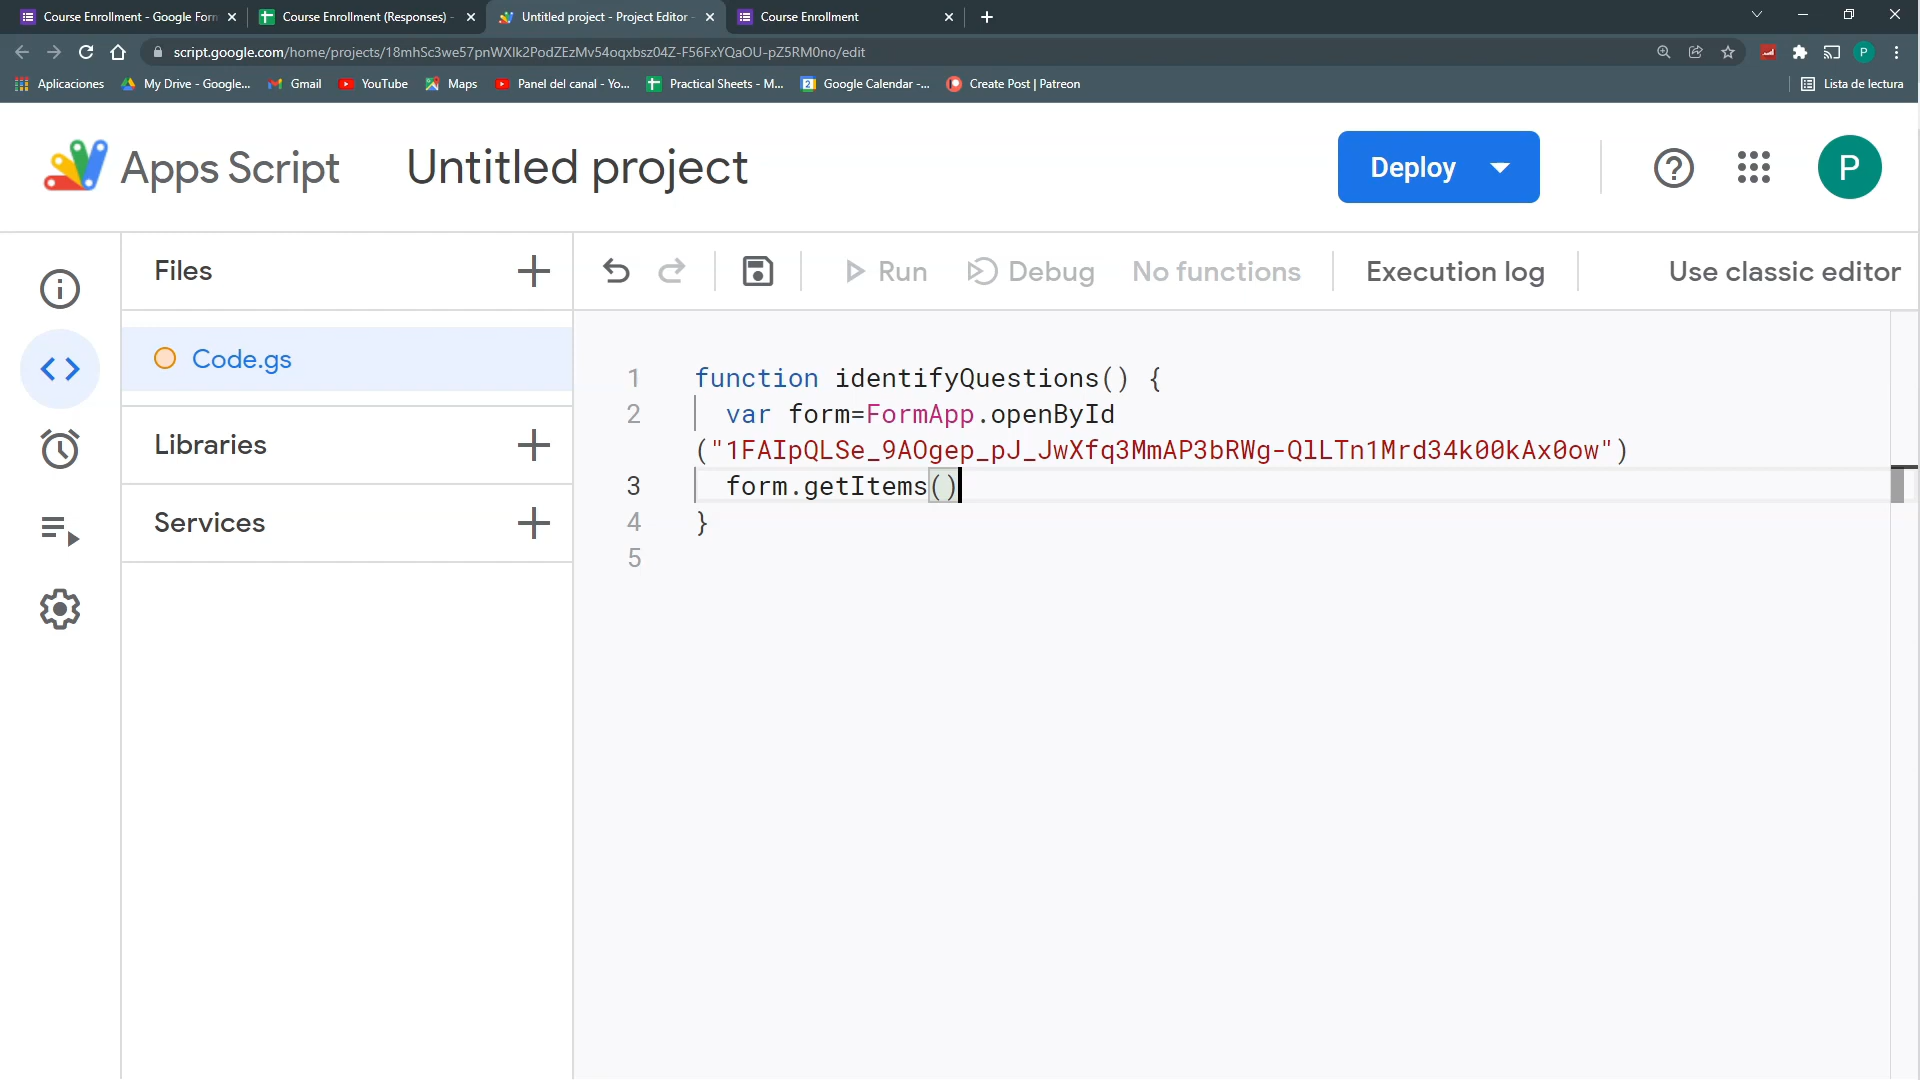 Course Enrollment - Google Forn
Course Enrollment (Responses) -
Untitled project - Project Editor -
Course Enrollment
script.google.com/home/projects/18mhSc3we57pnWXIk2PodZEzMv54oqxbsz04Z-F56FxYQaOU-pZ5RM0no/edit
P
Aplicaciones
My Drive - Google...
Gmail
YouTube
Maps
Panel del canal - Yo...
Practical Sheets - M...
Google Calendar -...
Create Post | Patreon
Lista de lectura
Apps Script
Untitled project
Deploy
P
Files
Run
Debug
No functions
Execution log
Use classic editor
Code.gs
Libraries
Services
1 function identifyQuestions() {
2 var form=FormApp.openById
("1FAIpQLSe_9AOgep_pJ_JwXfq3MmAP3bRWg-QlLTn1Mrd34k00kAx0ow")
3 form.getItems()
4 }
5